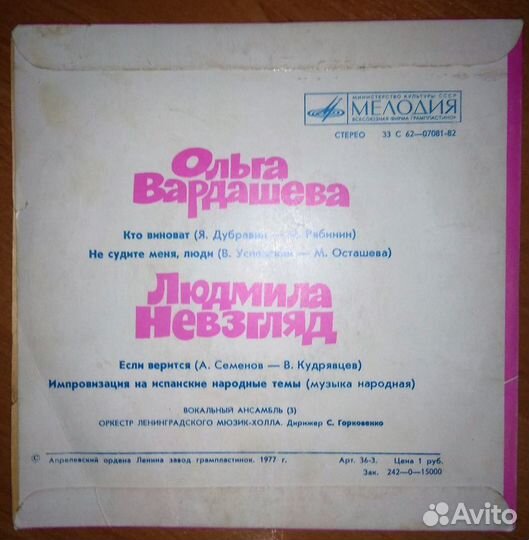 МИНИСТЕРСТВО КУЛЬТУРЫ СССР
МЕЛОДИЯ
ВСЕСОЮЗНАЯ ФИРМА ГРАМПЛАСТИНОК
СТЕРЕО 33 С 62—07081-82
Ольга
Вардашева
Кто виноват (Я. Дубравин — Рябинин)
Не судите меня, люди (В. Успенский — М. Осташева)
Людмила
Невзгляд
Если верится (А. Семенов — В. Кудрявцев)
Импровизация на испанские народные темы (музыка народная)
ВОКАЛЬНЫЙ АНСАМБЛЬ (3)
ОРКЕСТР ЛЕНИНГРАДСКОГО МЮЗИК-ХОЛЛА. Дирижер С. Горковенко
© Апрелевский ордена Ленина завод грампластинок. 1977 г. Арт. 36-3. Цена 1 руб.
Зак. 242—0—15000
Avito